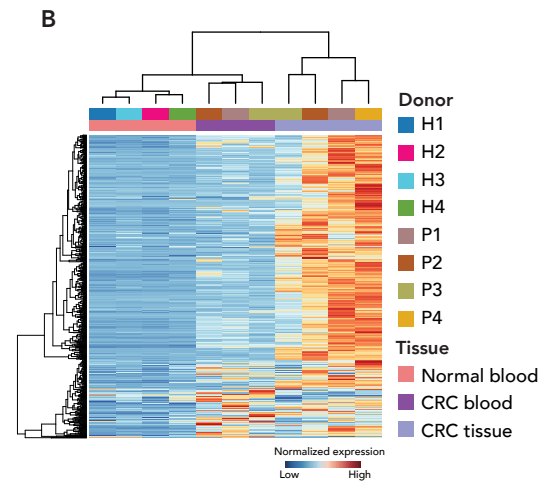 B
Donor
H1
H2
H3
H4
P1
P2
P3
P4
Tissue
Normal blood
CRC blood
CRC tissue
Normalized expression
Low High